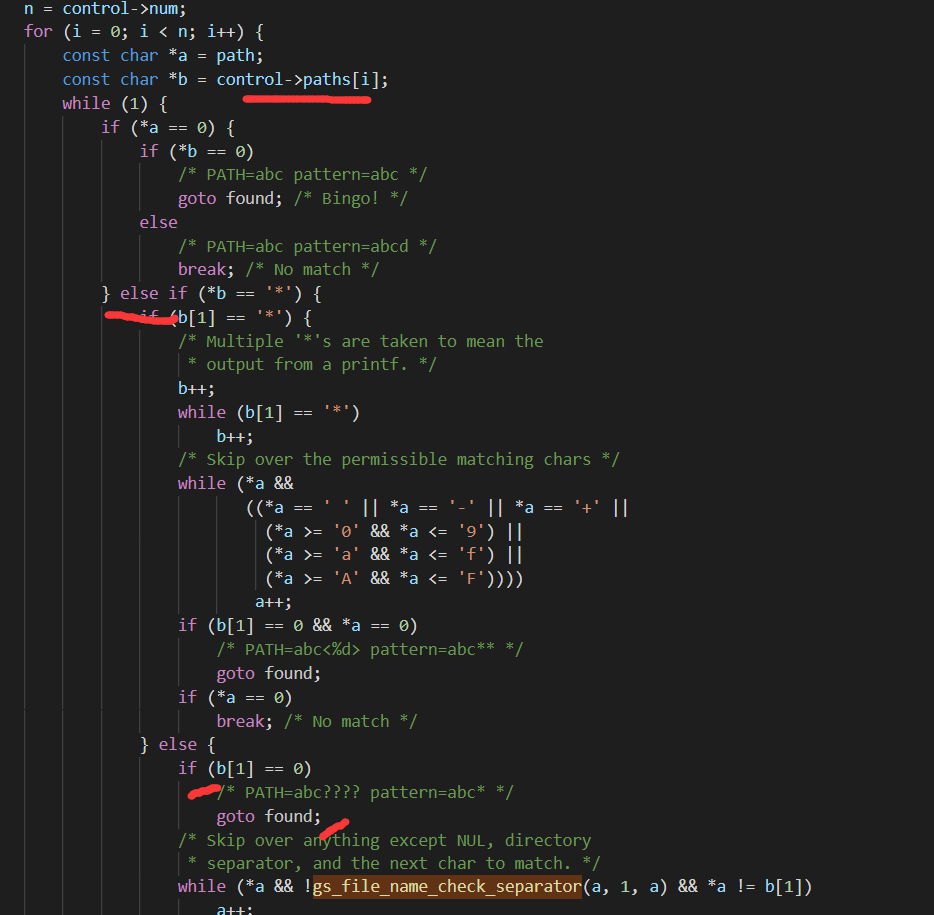 n = control->num;
for (i = 0; i < n; i++) {
const char *a = path;
const char *b = control->paths[i];
while (1) {
if (*a == 0) {
if (*b == 0)
/* PATH=abc pattern=abc */
goto found; /* Bingo! */
else
/* PATH=abc pattern=abcd */
break; /* No match */
} else if (*b == '*') {
if (b[1] == '*') {
/* Multiple '*'s are taken to mean the
* output from a printf. */
b++;
while (b[1] == '*')
b++;
/* Skip over the permissible matching chars */
while (*a &&
((*a == ' ' || *a == '-' || *a == '+' ||
(*a >= '0' && *a <= '9') ||
(*a >= 'a' && *a <= 'f') ||
(*a >= 'A' && *a <= 'F'))))
a++;
if (b[1] == 0 && *a == 0)
/* PATH=abc<%d> pattern=abc** */
goto found;
if (*a == 0)
break; /* No match */
} else {
if (b[1] == 0)
/* PATH=abc???? pattern=abc* */
goto found;
/* Skip over anything except NUL, directory
* separator, and the next char to match. */
while (*a && !gs_file_name_check_separator(a, 1, a) && *a != b[1])
a++;